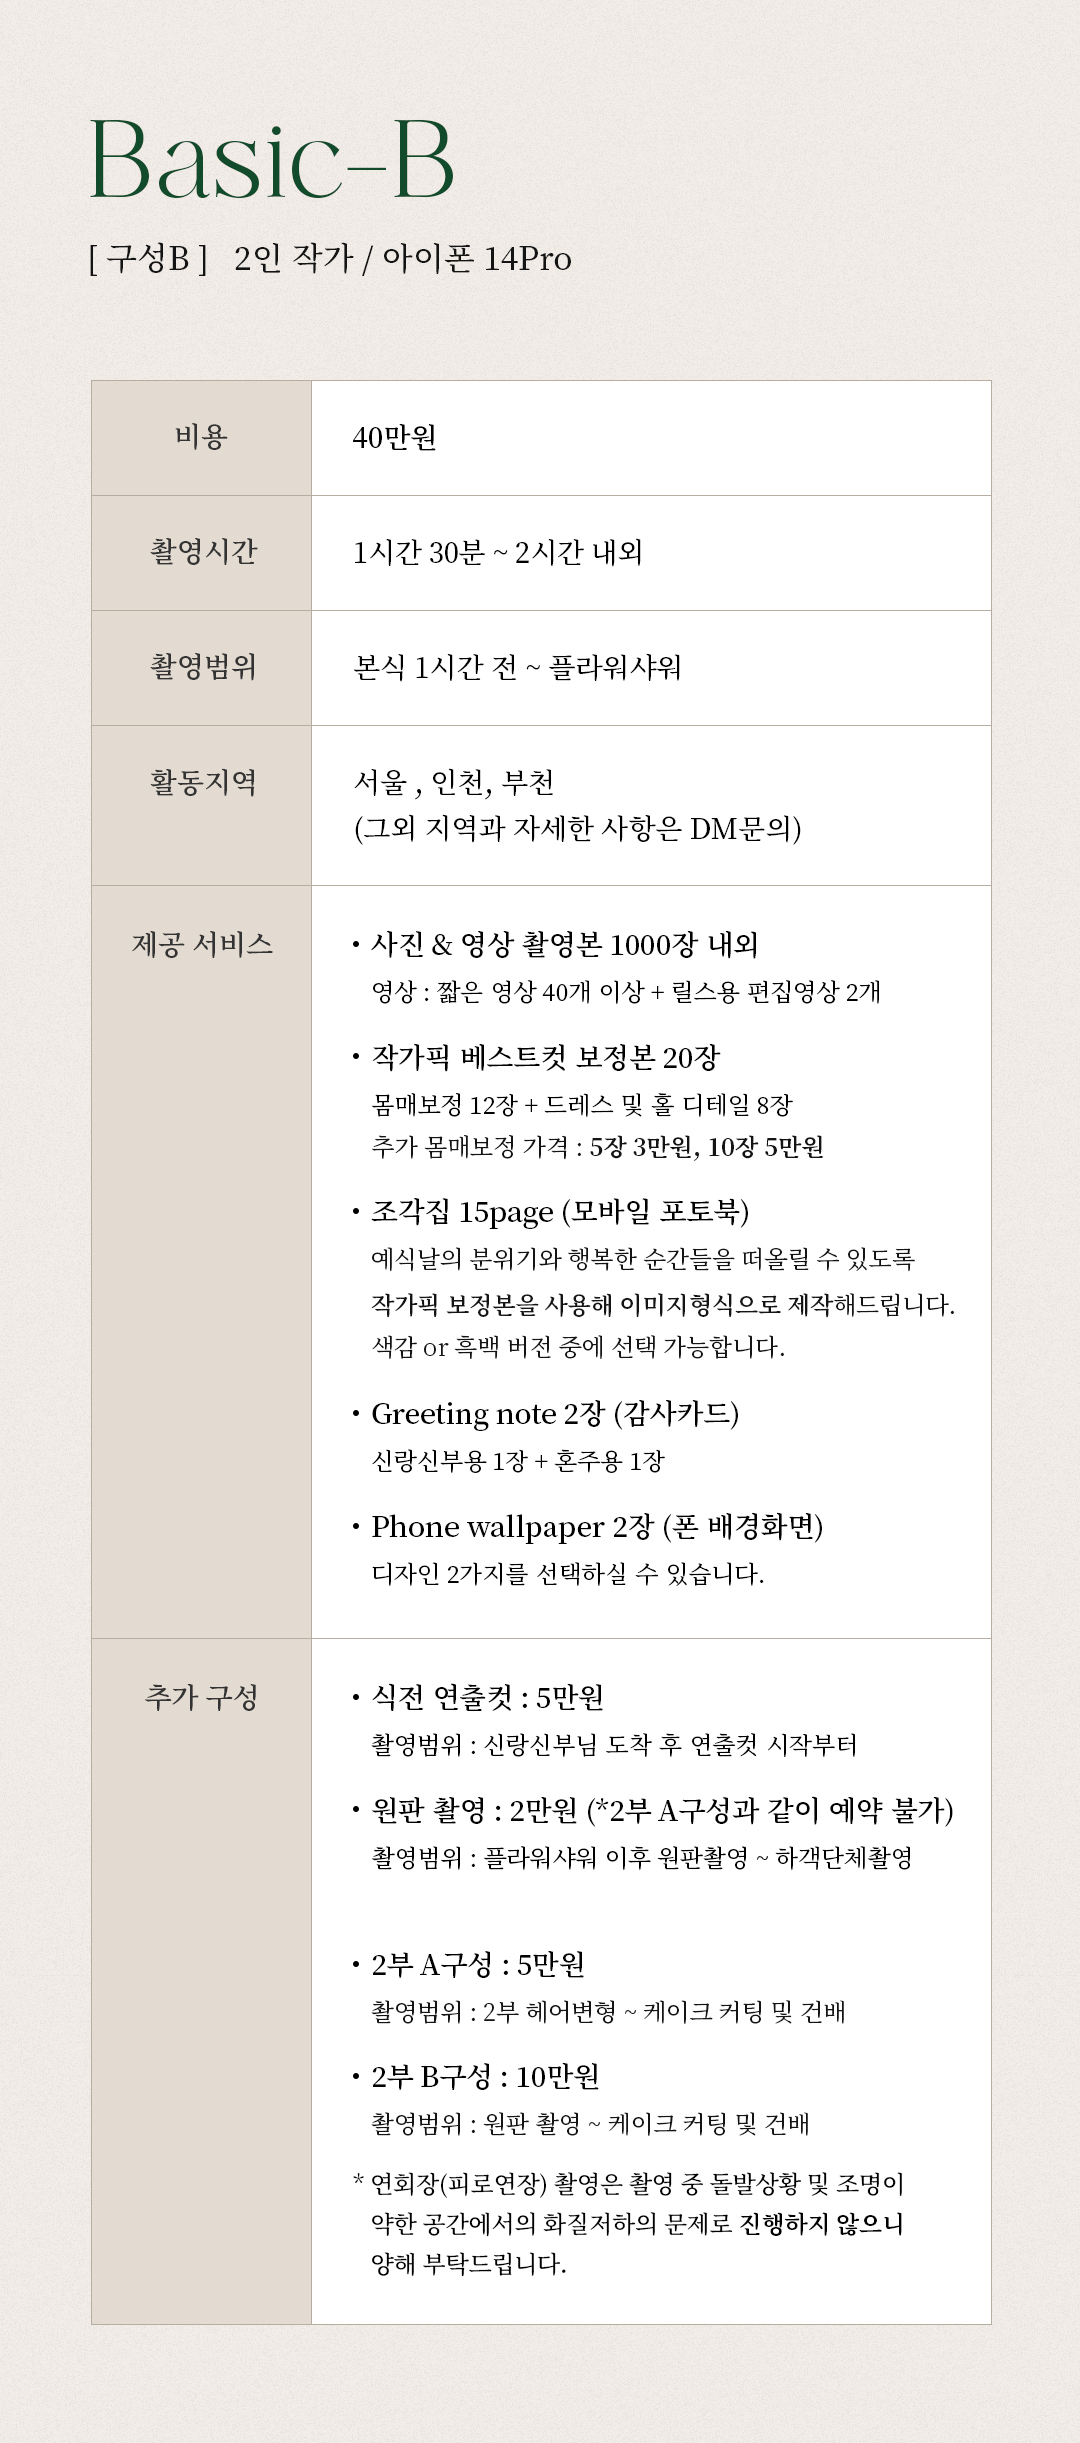 Basic-B
[ 구성B ] 2인 작가 / 아이폰 14Pro
비용
40만원
촬영시간
1시간 30분 ~ 2시간 내외
촬영범위
본식 1시간 전 ~ 플라워샤워
활동지역
서울 , 인천, 부천
(그외 지역과 자세한 사항은 DM문의)
제공 서비스
• 사진 & 영상 촬영본 1000장 내외
영상 : 짧은 영상 40개 이상 + 릴스용 편집영상 2개
• 작가픽 베스트컷 보정본 20장
몸매보정 12장 + 드레스 및 홀 디테일 8장
추가 몸매보정 가격 : 5장 3만원, 10장 5만원
• 조각집 15page (모바일 포토북)
예식날의 분위기와 행복한 순간들을 떠올릴 수 있도록
작가픽 보정본을 사용해 이미지형식으로 제작해드립니다.
색감 or 흑백 버전 중에 선택 가능합니다.
• Greeting note 2장 (감사카드)
신랑신부용 1장 + 혼주용 1장
• Phone wallpaper 2장 (폰 배경화면)
디자인 2가지를 선택하실 수 있습니다.
추가 구성
• 식전 연출컷 : 5만원
촬영범위 : 신랑신부님 도착 후 연출컷 시작부터
• 원판 촬영 : 2만원 (*2부 A구성과 같이 예약 불가)
촬영범위 : 플라워샤워 이후 원판촬영 ~ 하객단체촬영
• 2부 A구성 : 5만원
촬영범위 : 2부 헤어변형 ~ 케이크 커팅 및 건배
• 2부 B구성 : 10만원
촬영범위 : 원판 촬영 ~ 케이크 커팅 및 건배
* 연회장(피로연장) 촬영은 촬영 중 돌발상황 및 조명이
약한 공간에서의 화질저하의 문제로 진행하지 않으니
양해 부탁드립니다.